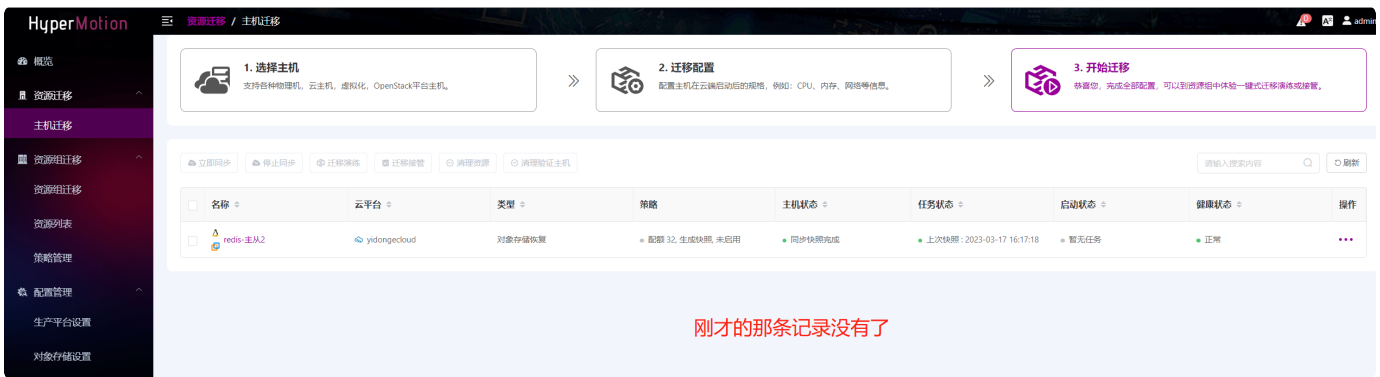 HyperMotion
资源迁移 / 主机迁移
admin
概览
资源迁移
主机迁移
资源组迁移
资源组迁移
资源列表
策略管理
配置管理
生产平台设置
对象存储设置
1. 选择主机
支持各种物理机，云主机，虚拟化，OpenStack平台主机。
2. 迁移配置
配置主机在云端启动后的规格，例如：CPU、内存、网络等信息。
3. 开始迁移
恭喜您，完成全部配置，可以到资源组中体验一键式迁移演练或接管。
立即同步 停止同步 迁移演练 迁移接管 清理资源 清理验证主机 请输入搜索内容 刷新
名称 云平台 类型 策略 主机状态 任务状态 启动状态 健康状态 操作
redis-主从2 yidongecloud 对象存储恢复 配额 32, 生成快照, 未启用 同步快照完成 上次快照 : 2023-03-17 16:17:18 暂无任务 正常 •••
刚才的那条记录没有了